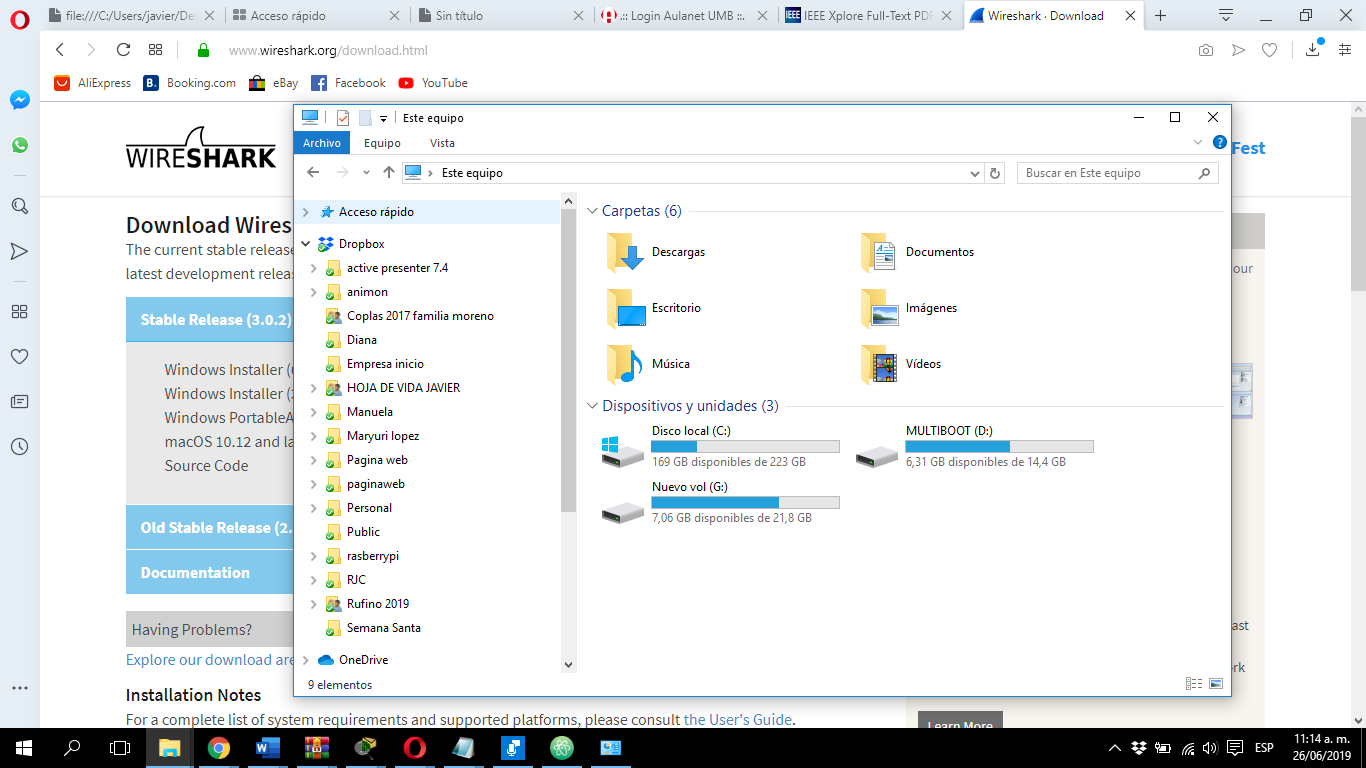 file:///C:/Users/javier/De
Acceso rápido
Sin título
.:: Login Aulanet UMB ::.
IEEE Xplore Full-Text PDF
Wireshark · Download
www.wireshark.org/download.html
AliExpress
Booking.com
eBay
Facebook
YouTube
WIRESHARK
Fest
Download Wires
The current stable release
latest development relea
our
Stable Release (3.0.2)
Windows Installer (
Windows Installer (
Windows PortableA
macOS 10.12 and la
Source Code
Old Stable Release (2.
Documentation
Having Problems?
Explore our download are
Installation Notes
For a complete list of system requirements and supported platforms, please consult the User's Guide.
ast
ork
Learn More
Este equipo
Archivo
Equipo
Vista
Este equipo
Buscar en Este equipo
Acceso rápido
Dropbox
active presenter 7.4
animon
Coplas 2017 familia moreno
Diana
Empresa inicio
HOJA DE VIDA JAVIER
Manuela
Maryuri lopez
Pagina web
paginaweb
Personal
Public
rasberrypi
RJC
Rufino 2019
Semana Santa
OneDrive
Carpetas (6)
Descargas
Documentos
Escritorio
Imágenes
Música
Vídeos
Dispositivos y unidades (3)
Disco local (C:)
169 GB disponibles de 223 GB
MULTIBOOT (D:)
6,31 GB disponibles de 14,4 GB
Nuevo vol (G:)
7,06 GB disponibles de 21,8 GB
9 elementos
ESP
11:14 a. m.
26/06/2019